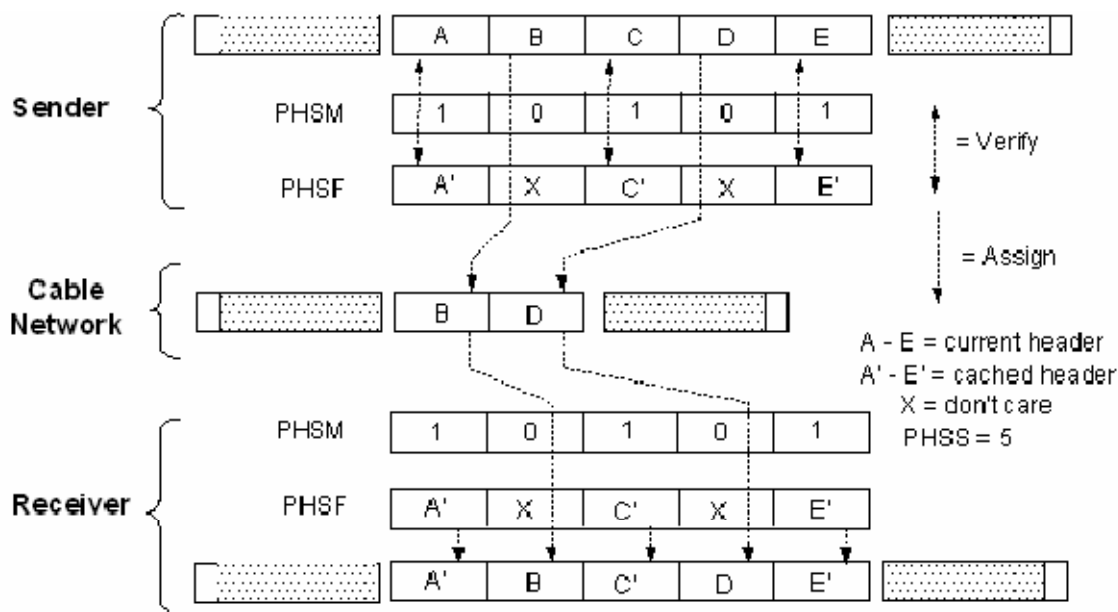 A B C D E
Sender
PHSM 1 0 1 0 1
= Verify
PHSF A' X C' X E'
= Assign
Cable
Network
B D
A - E = current header
A' - E' = cached header
X = don't care
PHSS = 5
PHSM 1 0 1 0 1
Receiver
PHSF A' X C' X E'
A' B C' D E'